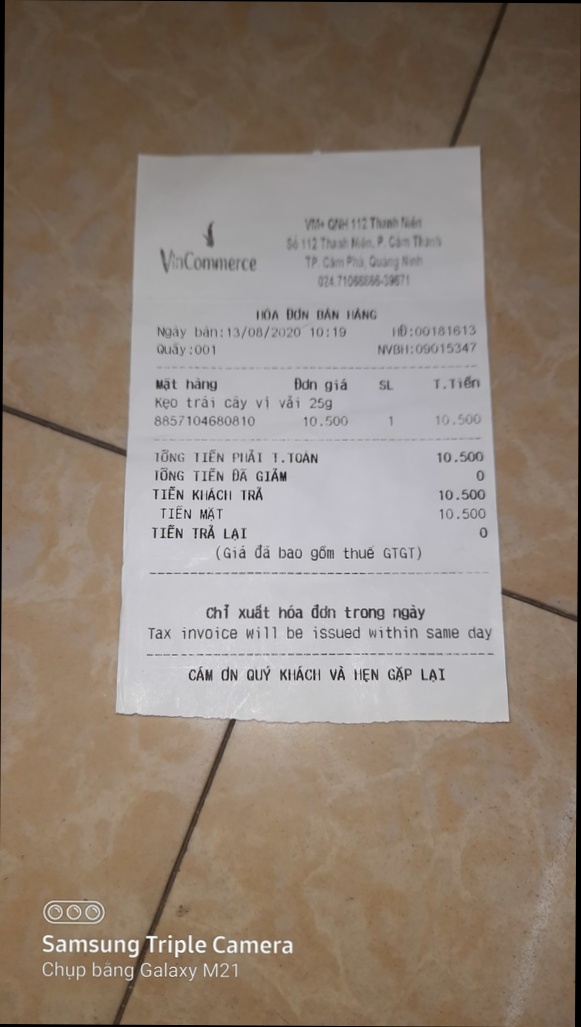 VinCommerce
VM+ QNH 112 Thanh Niên
Số 112 Thanh Niên, P. Cẩm Thành
TP. Cẩm Phả, Quảng Ninh
HÓA ĐƠN BÁN HÀNG
Ngày bán:13/08/2020 10:19 HĐ:00181613
Quầy:001 NVBH:09015347
Mặt hàng Đơn giá SL T.Tiền
Kẹo trái cây vị vải 25g
8857104680810 10.500 1 10.500
TỔNG TIỀN PHẢI T.TOÁN 10.500
TỔNG TIỀN ĐÃ GIẢM 0
TIỀN KHÁCH TRẢ 10.500
TIỀN MẶT 10.500
TIỀN TRẢ LẠI 0
(Giá đã bao gồm thuế GTGT)
Chỉ xuất hóa đơn trong ngày
Tax invoice will be issued within same day
CẢM ƠN QUÝ KHÁCH VÀ HẸN GẶP LẠI
Samsung Triple Camera
Chụp bằng Galaxy M21